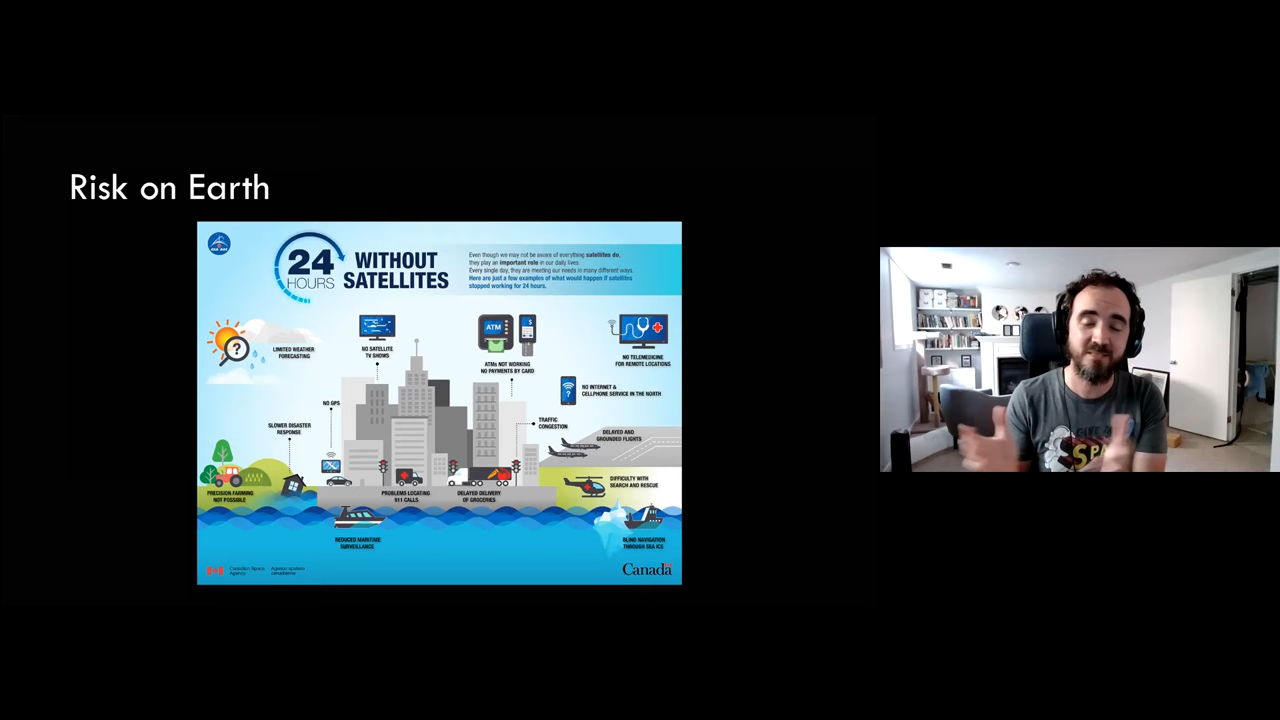 Risk on Earth
24
HOURS
WITHOUT
SATELLITES
Even though we may not be aware of everything satellites do,
they play an important role in our daily lives.
Every single day, they are meeting our needs in many different ways.
Here are just a few examples of what would happen if satellites
stopped working for 24 hours.
LIMITED WEATHER
FORECASTING
NO SATELLITE
TV SHOWS
ATM
$
ATMs NOT WORKING
NO PAYMENTS BY CARD
NO TELEMEDICINE
FOR REMOTE LOCATIONS
NO INTERNET &
CELLPHONE SERVICE IN THE NORTH
NO GPS
SLOWER DISASTER
RESPONSE
TRAFFIC
CONGESTION
DELAYED AND
GROUNDED FLIGHTS
DIFFICULTY WITH
SEARCH AND RESCUE
PRECISION FARMING
NOT POSSIBLE
PROBLEMS LOCATING
911 CALLS
DELAYED DELIVERY
OF GROCERIES
REDUCED MARITIME
SURVEILLANCE
BLIND NAVIGATION
THROUGH SEA ICE
Canadian Space
Agency
Agence spatiale
canadienne
Canada